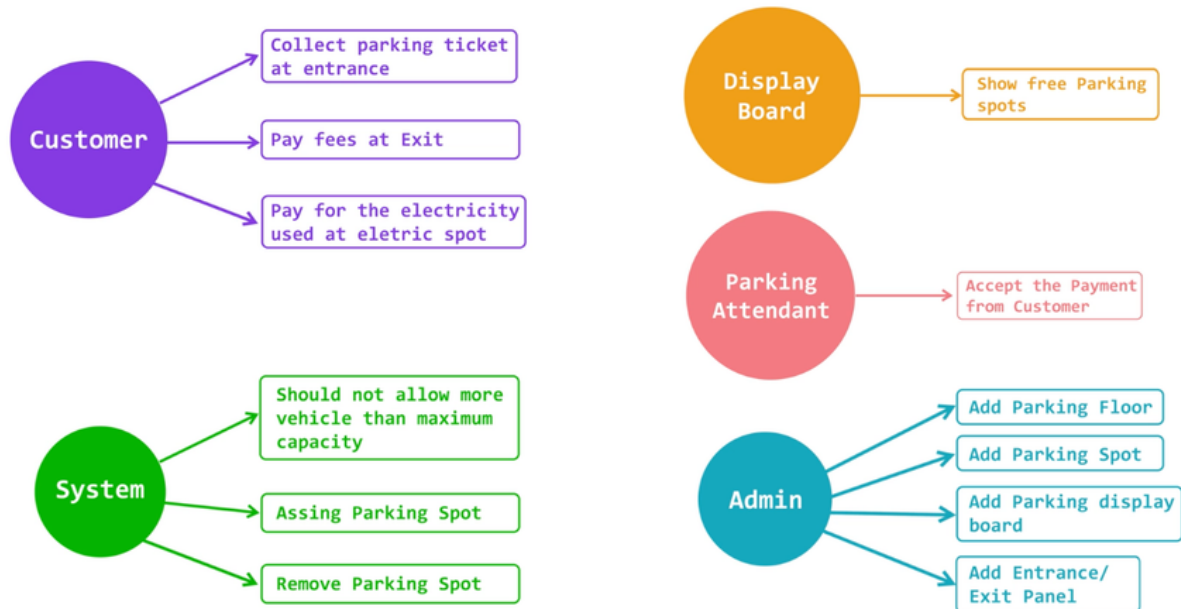 Customer
Collect parking ticket
at entrance
Pay fees at Exit
Pay for the electricity
used at eletric spot
Display
Board
Show free Parking
spots
Parking
Attendant
Accept the Payment
from Customer
System
Should not allow more
vehicle than maximum
capacity
Assing Parking Spot
Remove Parking Spot
Admin
Add Parking Floor
Add Parking Spot
Add Parking display
board
Add Entrance/
Exit Panel